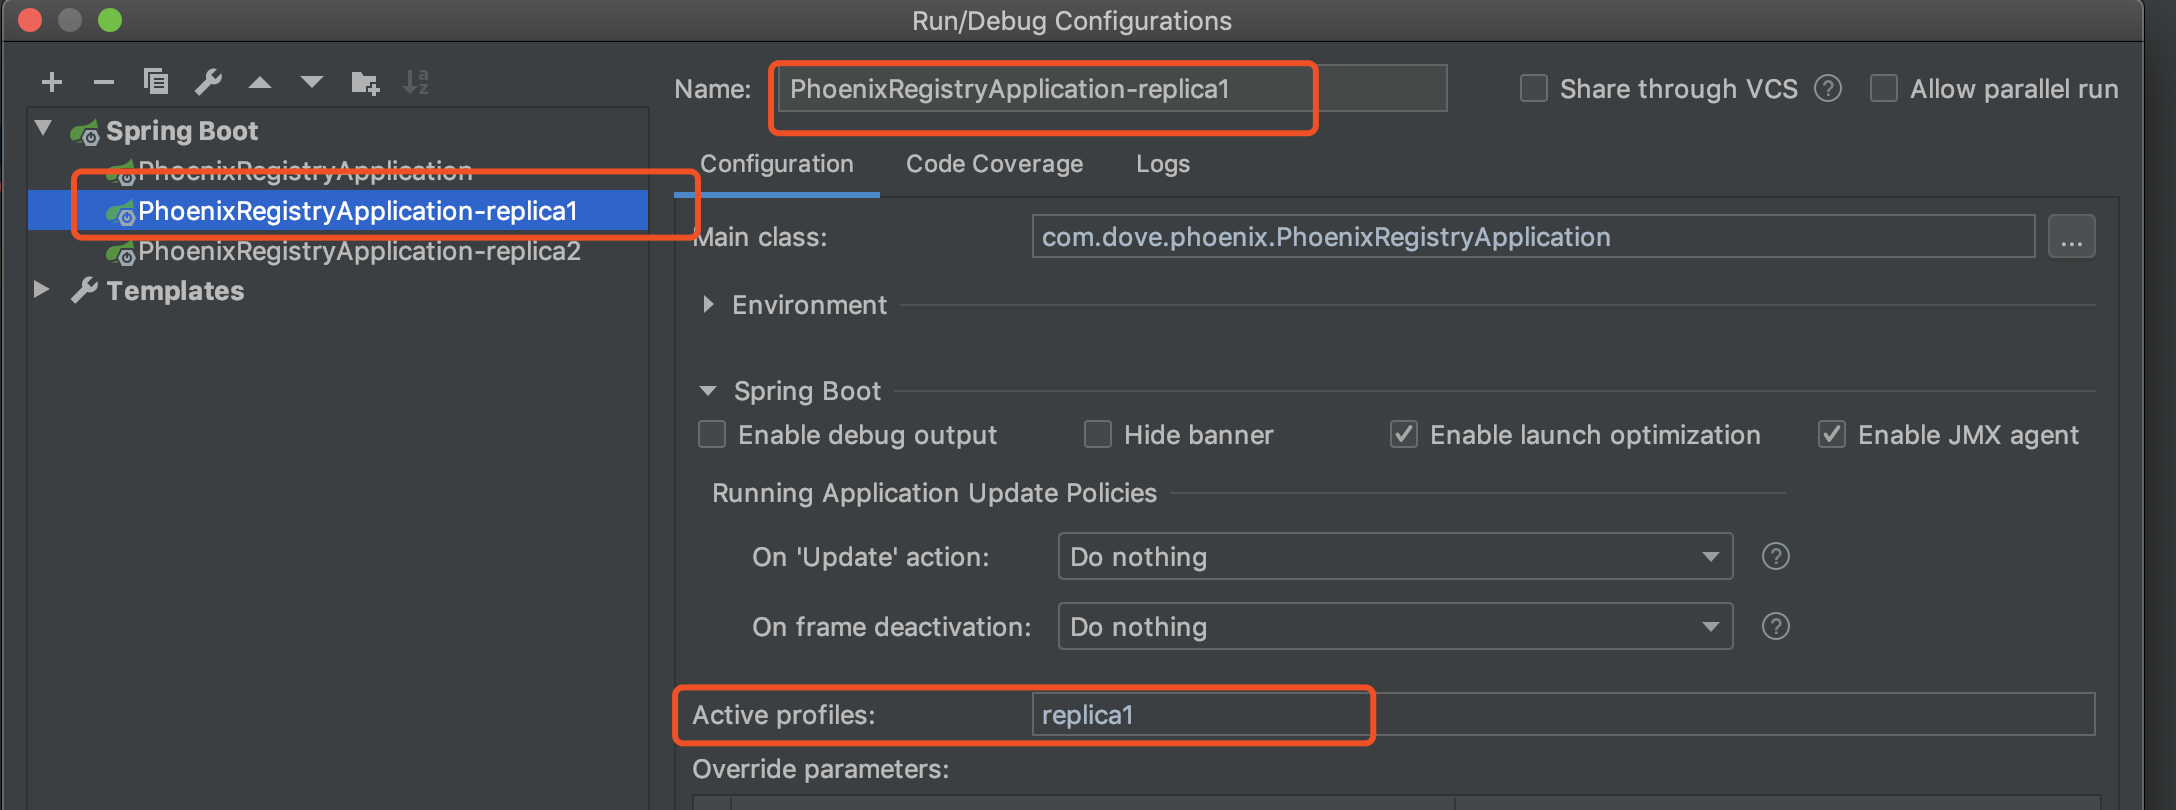 Run/Debug Configurations
Name: PhoenixRegistryApplication-replica1 Share through VCS ? Allow parallel run
Spring Boot
PhoenixRegistryApplication
PhoenixRegistryApplication-replica1
PhoenixRegistryApplication-replica2
Templates
Configuration Code Coverage Logs
Main class: com.dove.phoenix.PhoenixRegistryApplication ...
Environment
Spring Boot
Enable debug output Hide banner Enable launch optimization Enable JMX agent
Running Application Update Policies
On 'Update' action: Do nothing ?
On frame deactivation: Do nothing ?
Active profiles: replica1
Override parameters: